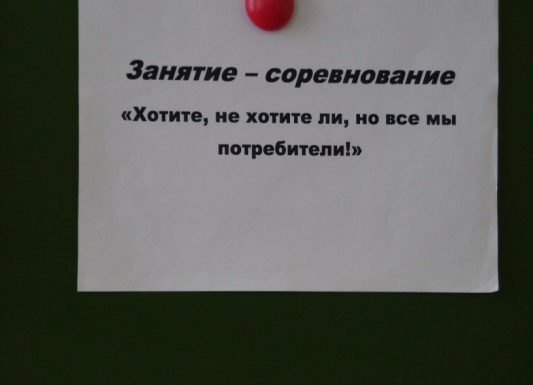 Занятие – соревнование
«Хотите, не хотите ли, но все мы
потребители!»